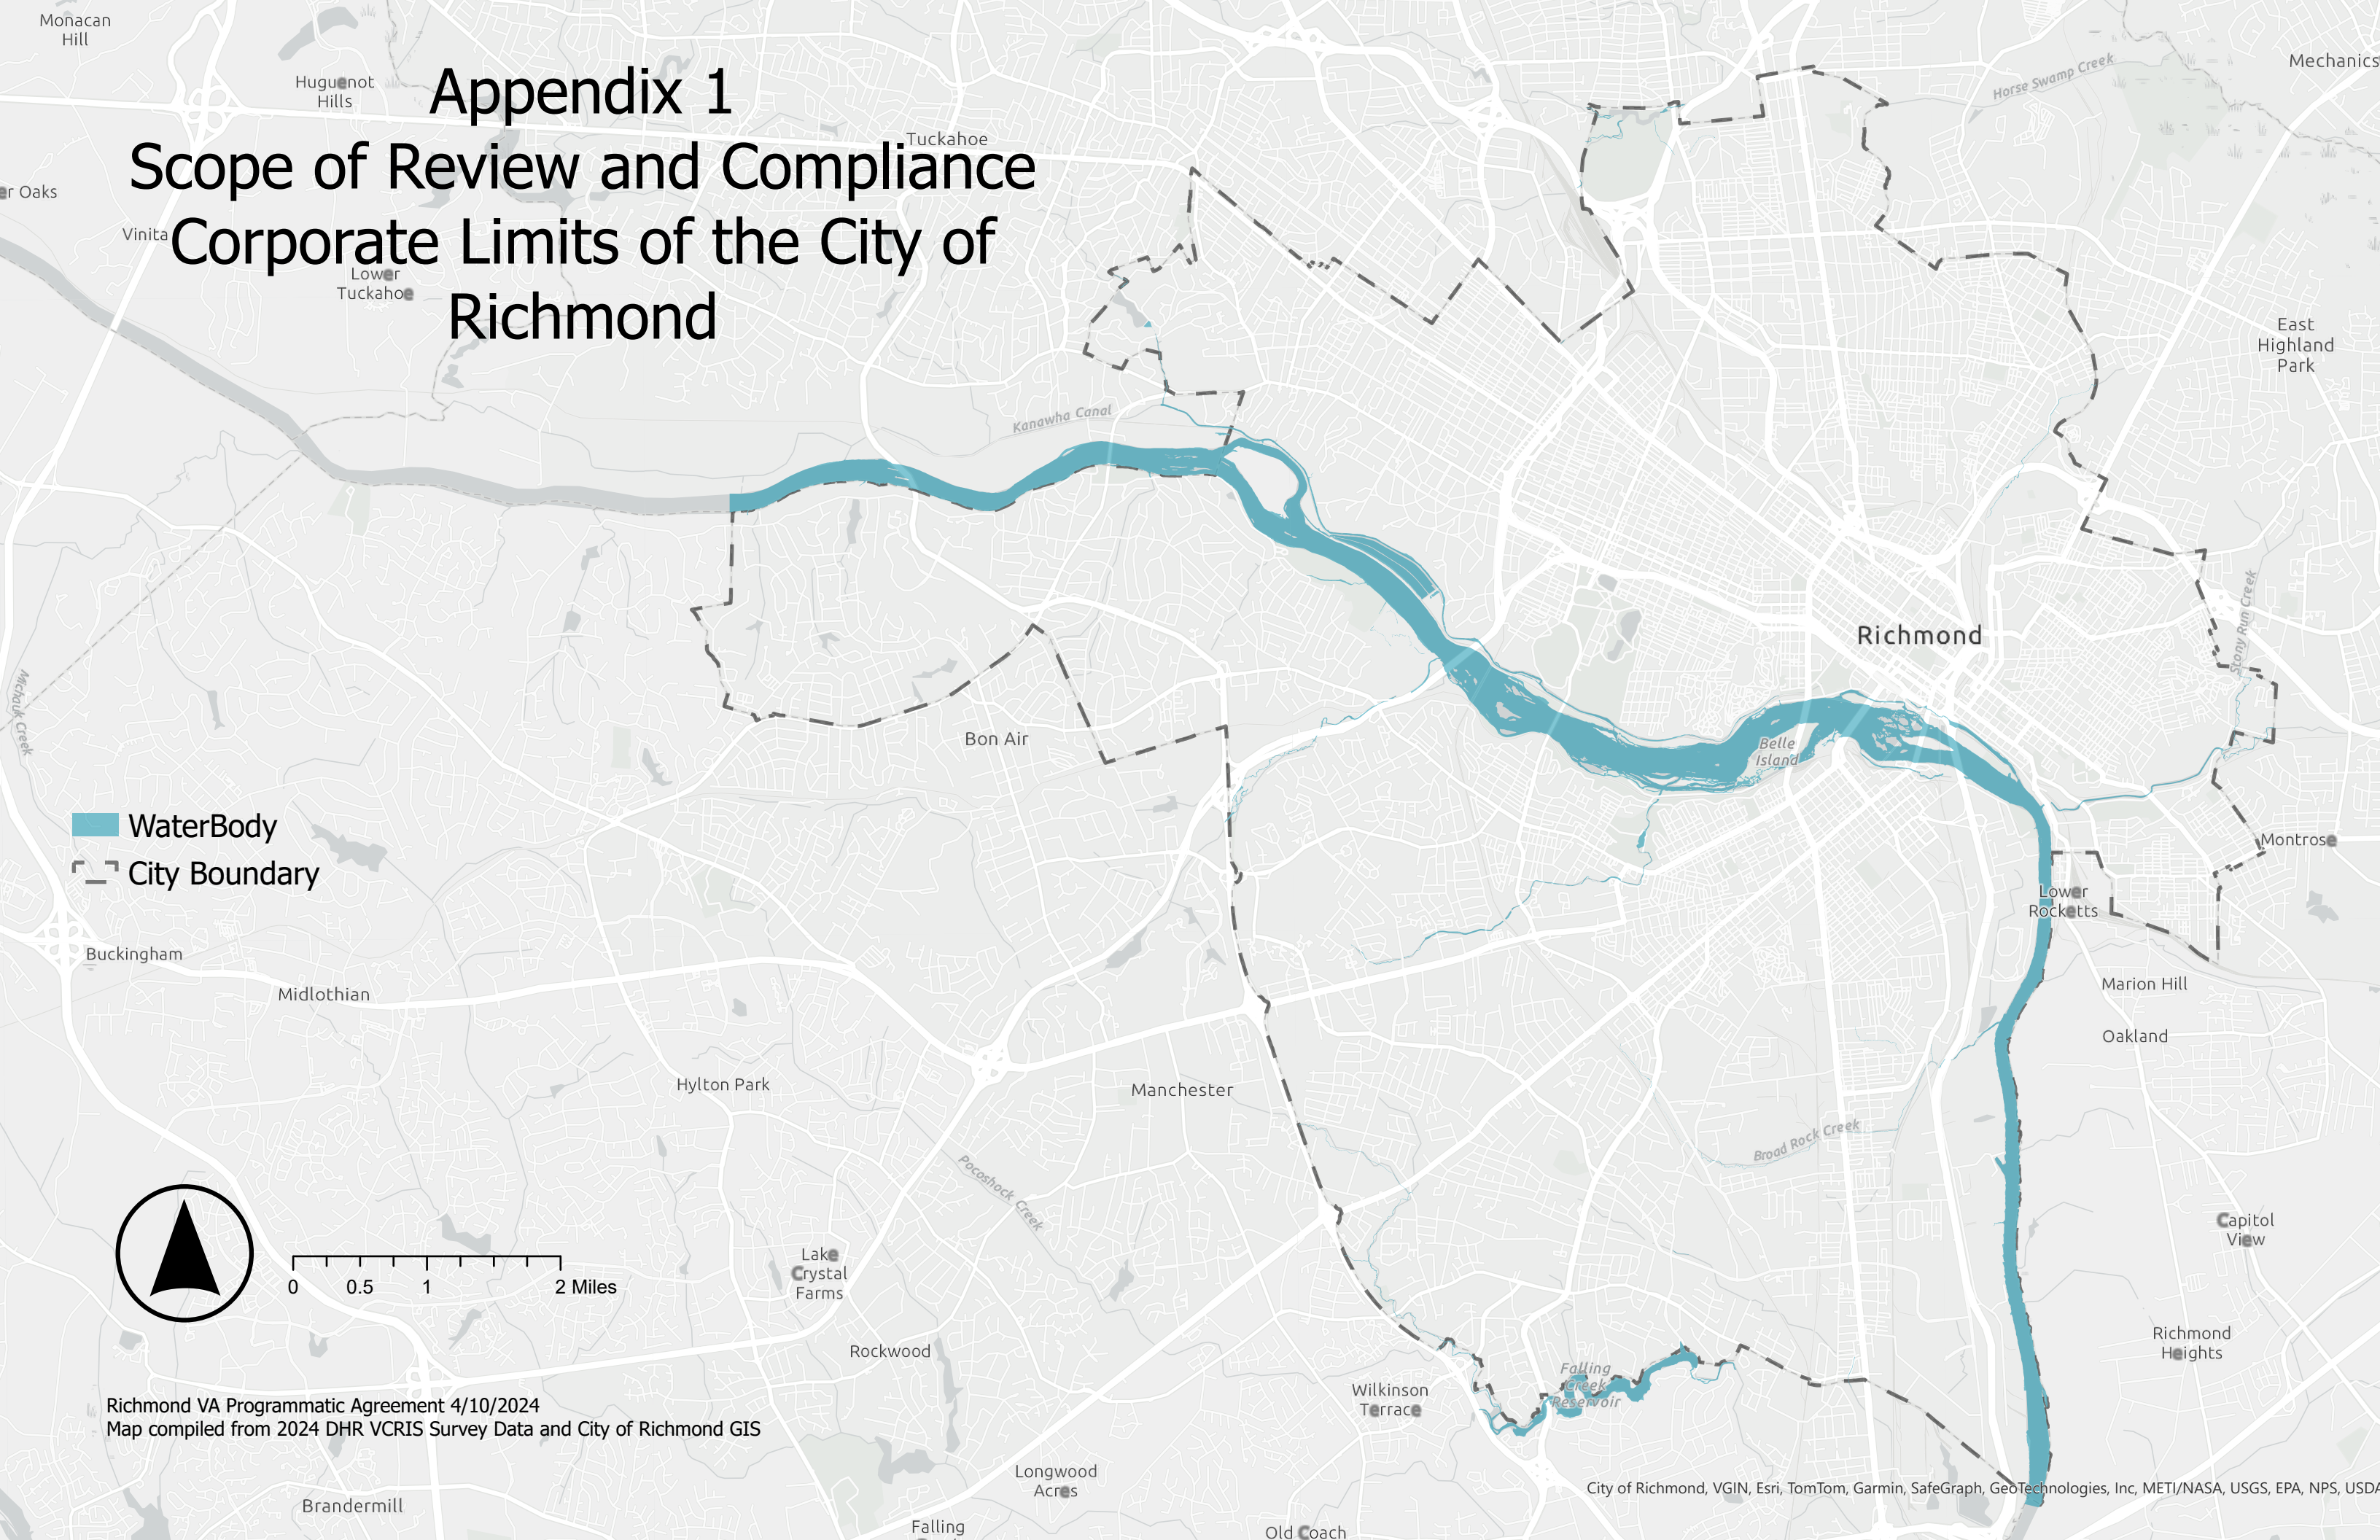 Appendix 1
Scope of Review and Compliance
Corporate Limits of the City of
Richmond
Monacan
Hill
Huguenot
Hills
Tuckahoe
er Oaks
Vinita
Lower
Tuckahoe
Kanawha Canal
Horse Swamp Creek
Mechanics
East
Highland
Park
Richmond
Stony Run Creek
Michaux Creek
Bon Air
Belle
Island
WaterBody
City Boundary
Montrose
Lower
Rocketts
Buckingham
Midlothian
Marion Hill
Oakland
Hylton Park
Manchester
Broad Rock Creek
Pocoshock Creek
Capitol
View
Lake
Crystal
Farms
0 0.5 1 2 Miles
Rockwood
Richmond
Heights
Wilkinson
Terrace
Falling
Creek
Reservoir
Richmond VA Programmatic Agreement 4/10/2024
Map compiled from 2024 DHR VCRIS Survey Data and City of Richmond GIS
Longwood
Acres
Brandermill
Falling
Old Coach
City of Richmond, VGIN, Esri, TomTom, Garmin, SafeGraph, GeoTechnologies, Inc, METI/NASA, USGS, EPA, NPS, USDA